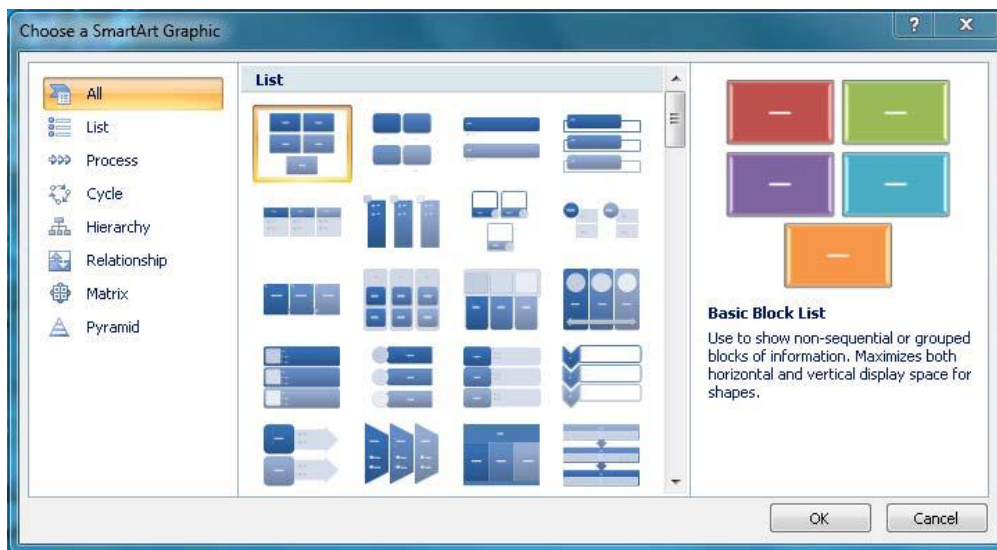 Choose a SmartArt Graphic
?
X
All
List
Process
Cycle
Hierarchy
Relationship
Matrix
Pyramid
List
Basic Block List
Use to show non-sequential or grouped
blocks of information. Maximizes both
horizontal and vertical display space for
shapes.
OK
Cancel